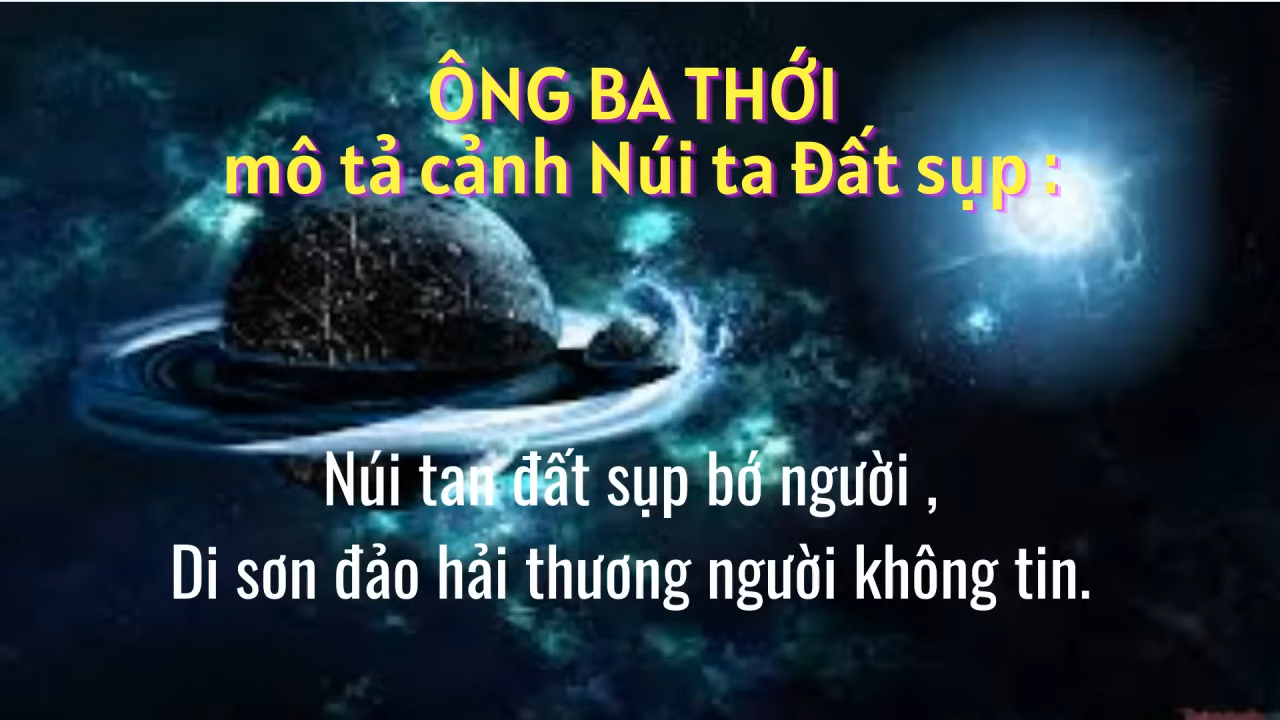 ÔNG BA THỚI
mô tả cảnh Núi ta Đất sụp :
Núi tan đất sụp bớ người ,
Di sơn đảo hải thương người không tin.